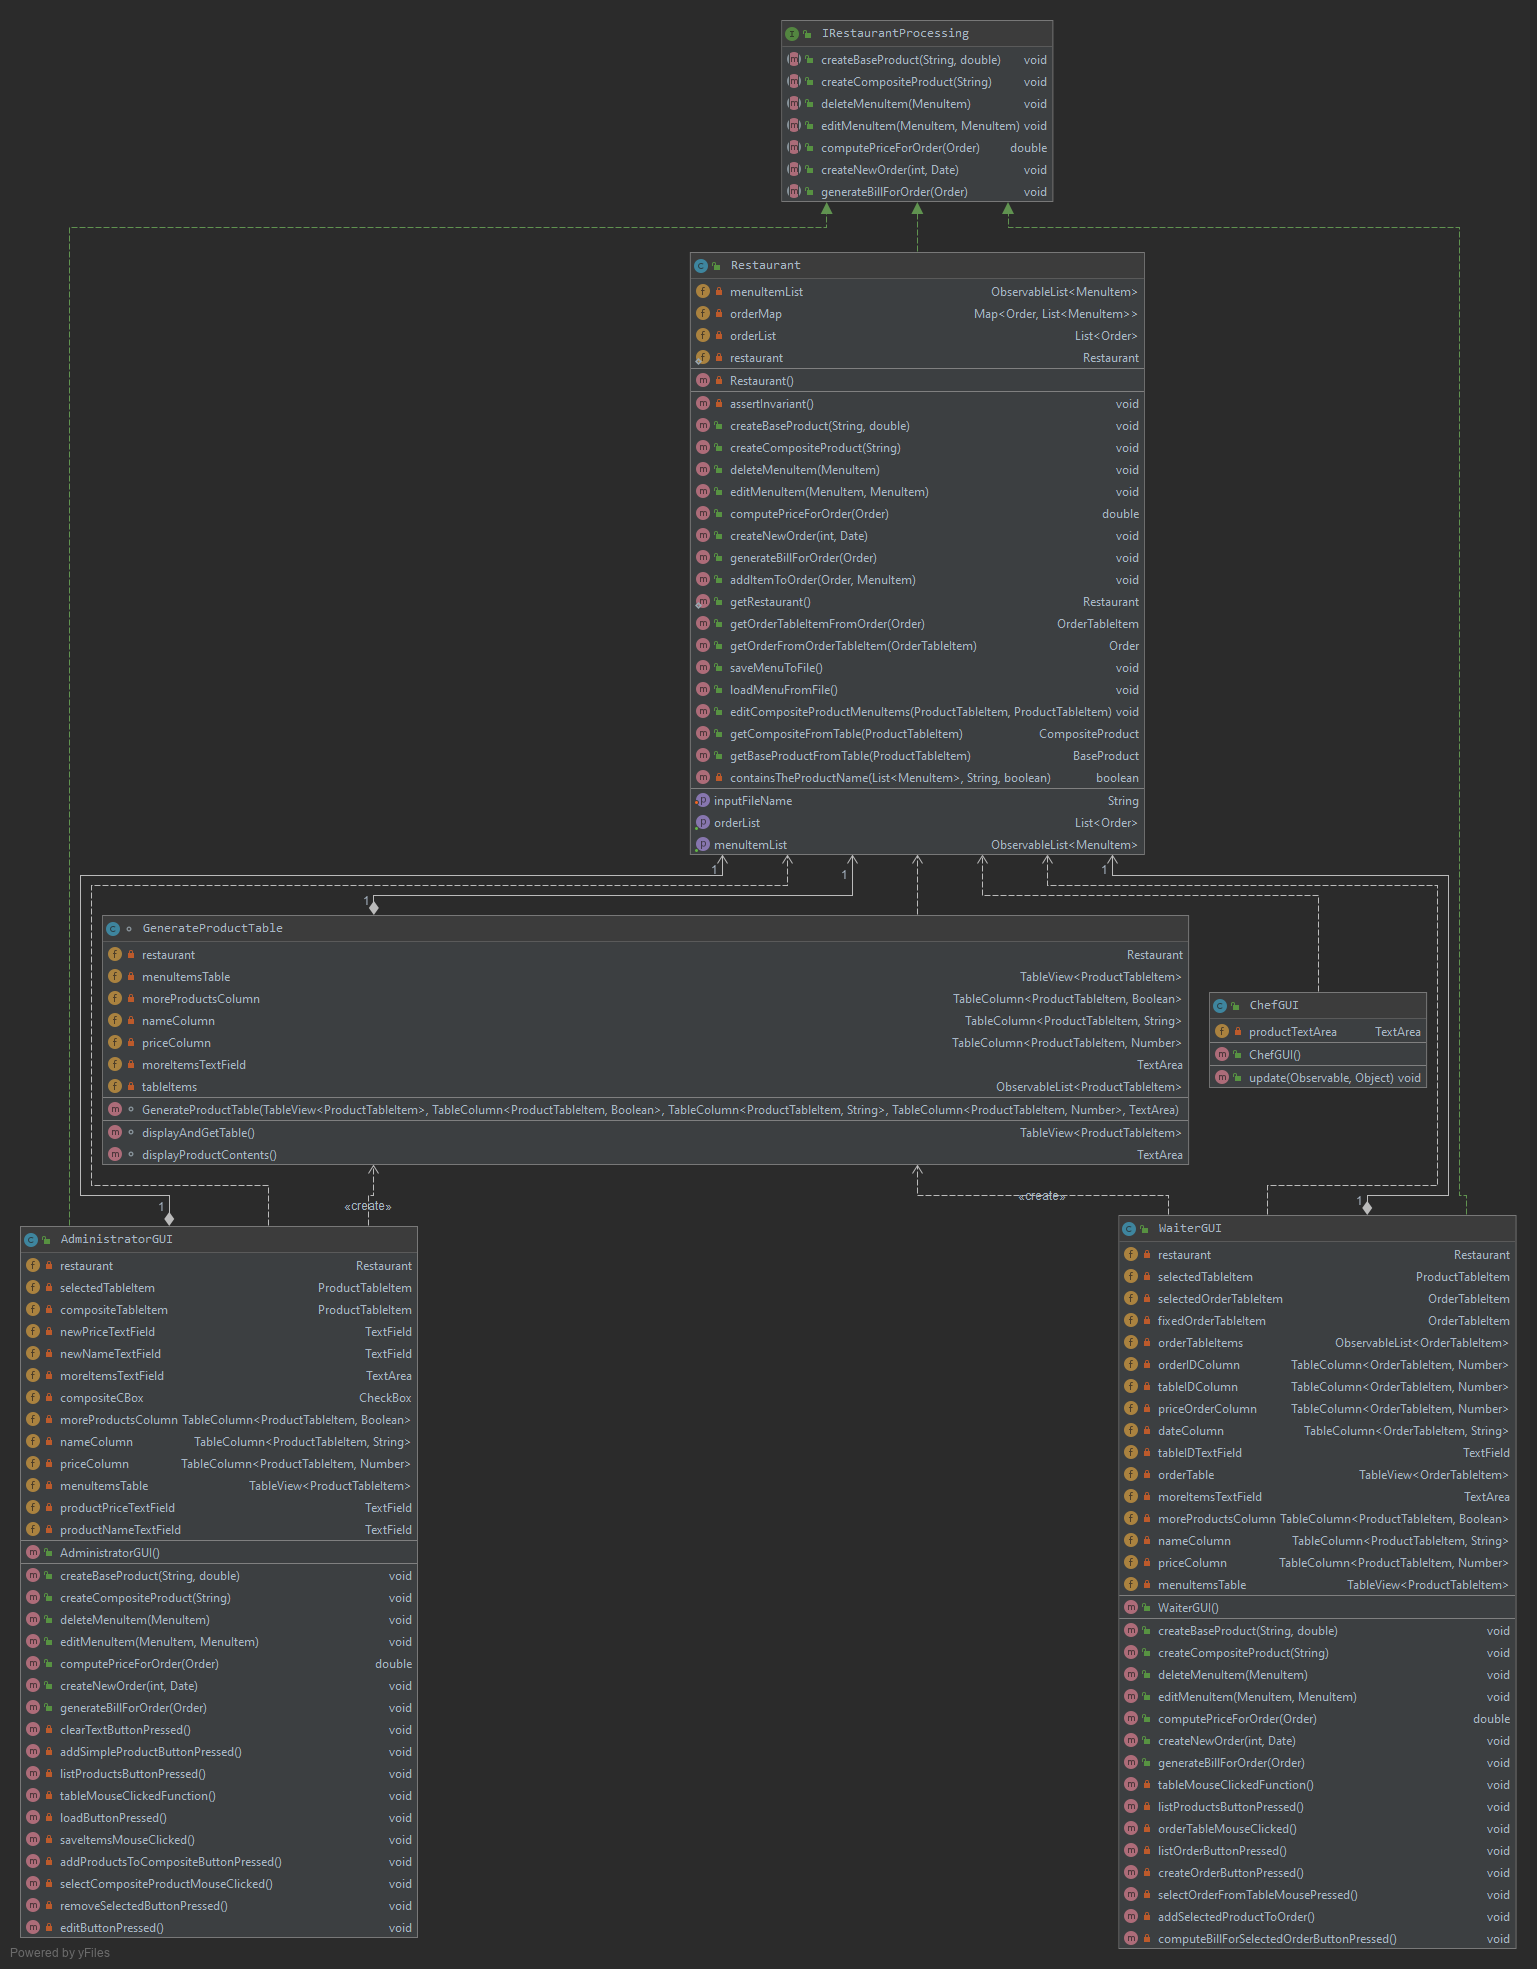 IRestaurantProcessing
createBaseProduct(String, double) void
createCompositeProduct(String) void
deleteMenuItem(MenuItem) void
editMenuItem(MenuItem, MenuItem) void
computePriceForOrder(Order) double
createNewOrder(int, Date) void
generateBillForOrder(Order) void
Restaurant
menuItemList ObservableList<MenuItem>
orderMap Map<Order, List<MenuItem>>
orderList List<Order>
restaurant Restaurant
Restaurant()
assertInvariant() void
createBaseProduct(String, double) void
createCompositeProduct(String) void
deleteMenuItem(MenuItem) void
editMenuItem(MenuItem, MenuItem) void
computePriceForOrder(Order) double
createNewOrder(int, Date) void
generateBillForOrder(Order) void
addItemToOrder(Order, MenuItem) void
getRestaurant() Restaurant
getOrderTableItemFromOrder(Order) OrderTableItem
getOrderFromOrderTableItem(OrderTableItem) Order
saveMenuToFile() void
loadMenuFromFile() void
editCompositeProductMenuItems(ProductTableItem, ProductTableItem) void
getCompositeFromTable(ProductTableItem) CompositeProduct
getBaseProductFromTable(ProductTableItem) BaseProduct
containsTheProductName(List<MenuItem>, String, boolean) boolean
inputFileName String
orderList List<Order>
menuItemList ObservableList<MenuItem>
1 1 1
1
GenerateProductTable
restaurant Restaurant
menuItemsTable TableView<ProductTableItem>
moreProductsColumn TableColumn<ProductTableItem, Boolean>
nameColumn TableColumn<ProductTableItem, String>
priceColumn TableColumn<ProductTableItem, Number>
moreItemsTextField TextArea
tableItems ObservableList<ProductTableItem>
GenerateProductTable(TableView<ProductTableItem>, TableColumn<ProductTableItem, Boolean>, TableColumn<ProductTableItem, String>, TableColumn<ProductTableItem, Number>, TextArea)
displayAndGetTable() TableView<ProductTableItem>
displayProductContents() TextArea
ChefGUI
productTextArea TextArea
ChefGUI()
update(Observable, Object) void
«create»
«create»
1
1
AdministratorGUI
restaurant Restaurant
selectedTableItem ProductTableItem
compositeTableItem ProductTableItem
newPriceTextField TextField
newNameTextField TextField
moreItemsTextField TextArea
compositeCBox CheckBox
moreProductsColumn TableColumn<ProductTableItem, Boolean>
nameColumn TableColumn<ProductTableItem, String>
priceColumn TableColumn<ProductTableItem, Number>
menuItemsTable TableView<ProductTableItem>
productPriceTextField TextField
productNameTextField TextField
AdministratorGUI()
createBaseProduct(String, double) void
createCompositeProduct(String) void
deleteMenuItem(MenuItem) void
editMenuItem(MenuItem, MenuItem) void
computePriceForOrder(Order) double
createNewOrder(int, Date) void
generateBillForOrder(Order) void
clearTextButtonPressed() void
addSimpleProductButtonPressed() void
listProductsButtonPressed() void
tableMouseClickedFunction() void
loadButtonPressed() void
saveItemsMouseClicked() void
addProductsToCompositeButtonPressed() void
selectCompositeProductMouseClicked() void
removeSelectedButtonPressed() void
editButtonPressed() void
WaiterGUI
restaurant Restaurant
selectedTableItem ProductTableItem
selectedOrderTableItem OrderTableItem
fixedOrderTableItem OrderTableItem
orderTableItems ObservableList<OrderTableItem>
orderIDColumn TableColumn<OrderTableItem, Number>
tableIDColumn TableColumn<OrderTableItem, Number>
priceOrderColumn TableColumn<OrderTableItem, Number>
dateColumn TableColumn<OrderTableItem, String>
tableIDTextField TextField
orderTable TableView<OrderTableItem>
moreItemsTextField TextArea
moreProductsColumn TableColumn<ProductTableItem, Boolean>
nameColumn TableColumn<ProductTableItem, String>
priceColumn TableColumn<ProductTableItem, Number>
menuItemsTable TableView<ProductTableItem>
WaiterGUI()
createBaseProduct(String, double) void
createCompositeProduct(String) void
deleteMenuItem(MenuItem) void
editMenuItem(MenuItem, MenuItem) void
computePriceForOrder(Order) double
createNewOrder(int, Date) void
generateBillForOrder(Order) void
tableMouseClickedFunction() void
listProductsButtonPressed() void
orderTableMouseClicked() void
listOrderButtonPressed() void
createOrderButtonPressed() void
selectOrderFromTableMousePressed() void
addSelectedProductToOrder() void
computeBillForSelectedOrderButtonPressed() void
Powered by yFiles